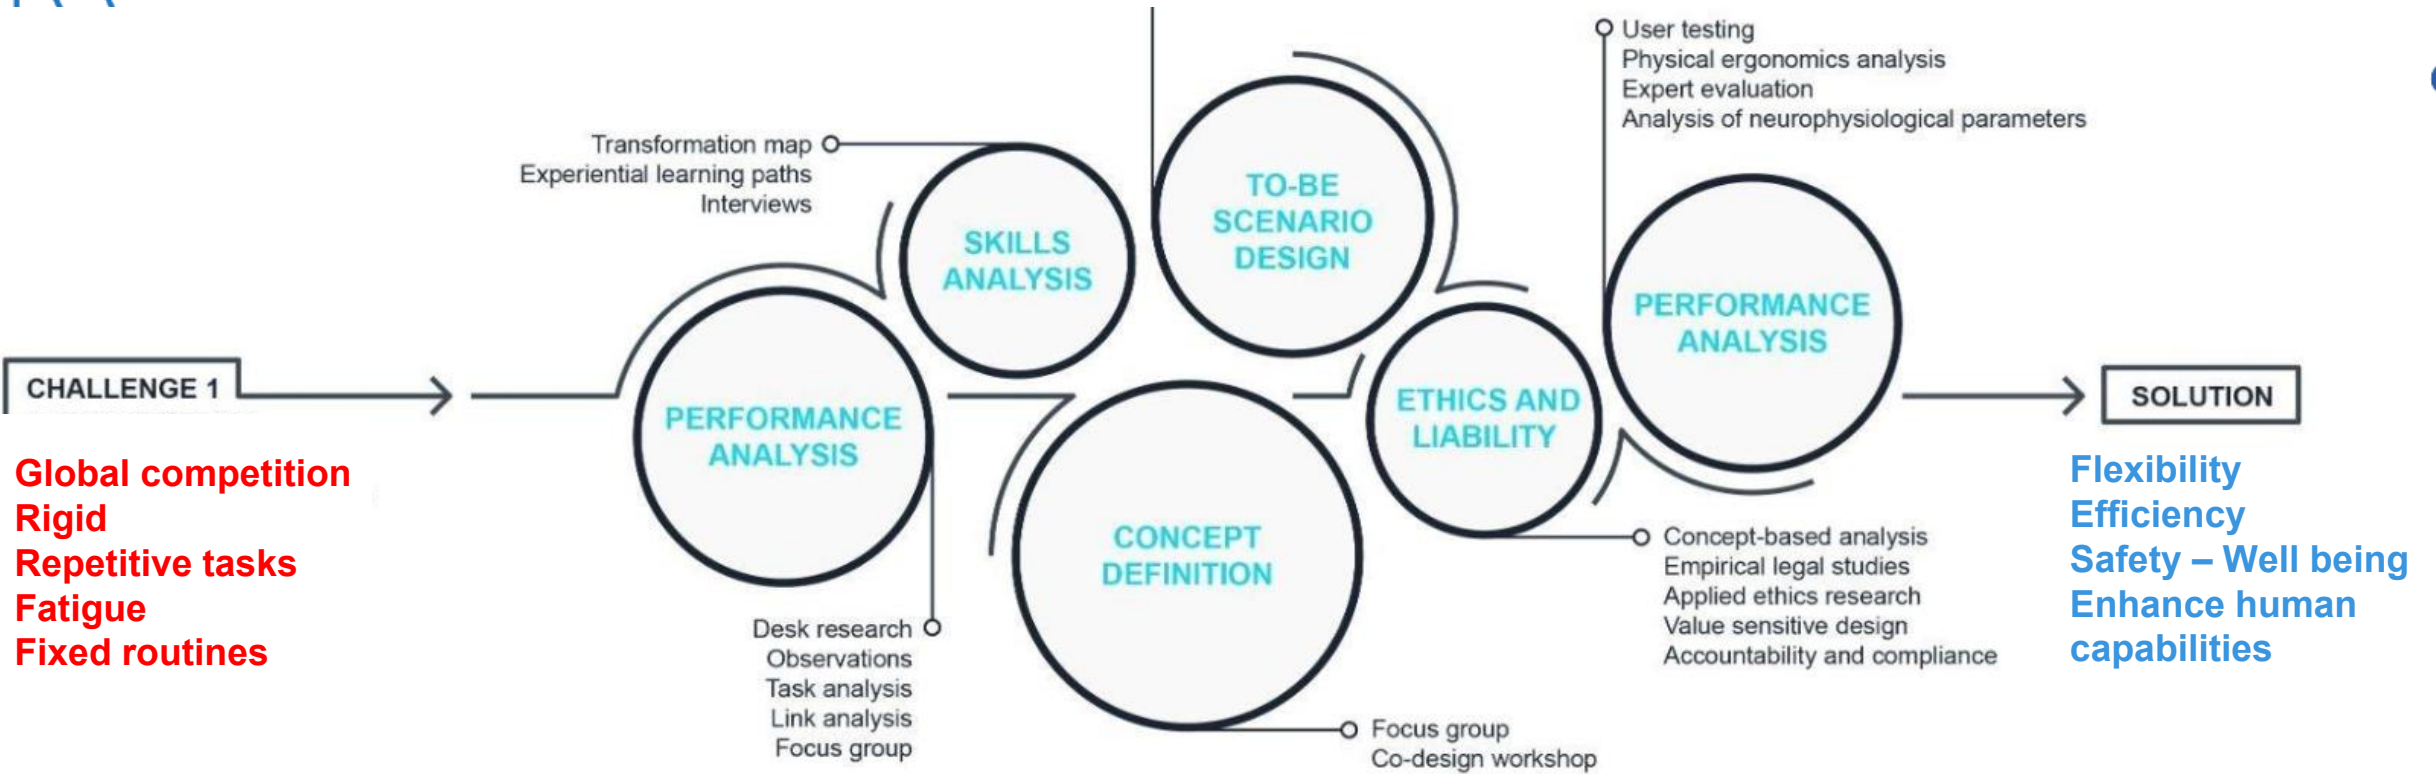 User testing
Physical ergonomics analysis
Expert evaluation
Analysis of neurophysiological parameters
Transformation map
Experiential learning paths
Interviews
TO-BE
SCENARIO
DESIGN
SKILLS
ANALYSIS
PERFORMANCE
ANALYSIS
CHALLENGE 1
PERFORMANCE
ANALYSIS
ETHICS AND
LIABILITY
SOLUTION
Global competition
Rigid
Repetitive tasks
Fatigue
Fixed routines
CONCEPT
DEFINITION
Flexibility
Efficiency
Safety – Well being
Enhance human
capabilities
Concept-based analysis
Empirical legal studies
Applied ethics research
Value sensitive design
Accountability and compliance
Desk research
Observations
Task analysis
Link analysis
Focus group
Focus group
Co-design workshop